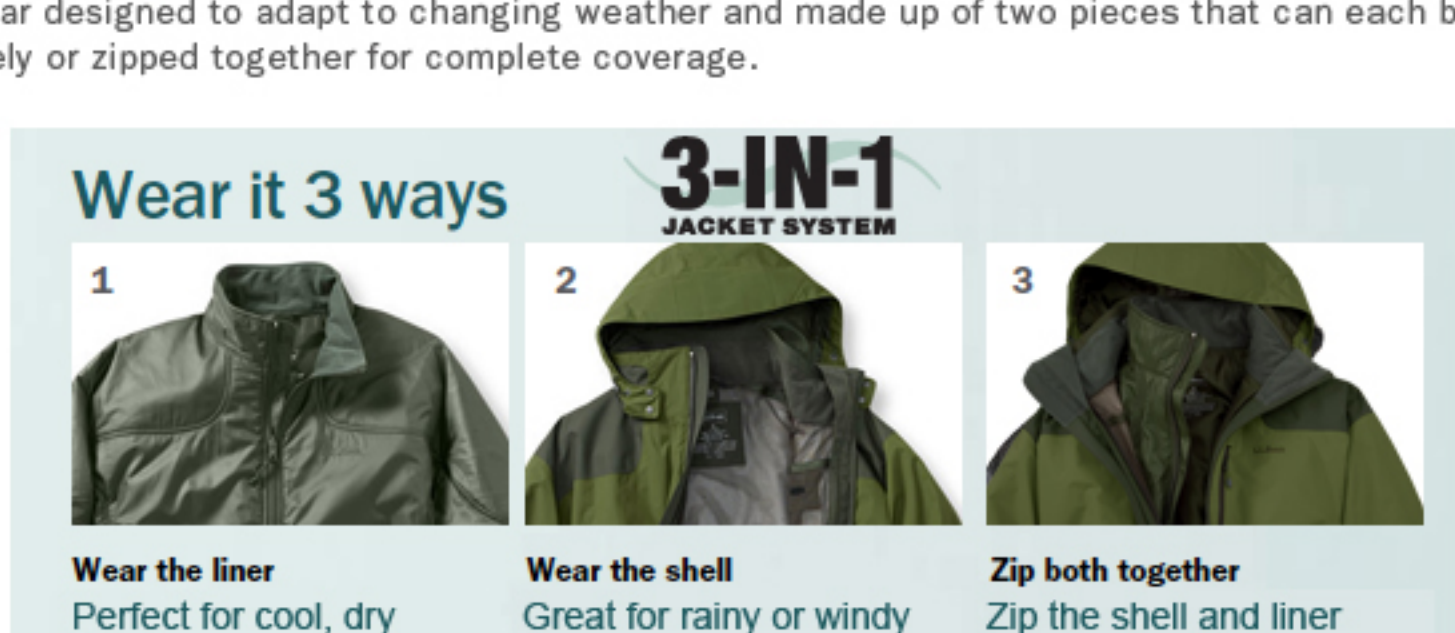 ar designed to adapt to changing weather and made up of two pieces that can each b
ely or zipped together for complete coverage.
Wear it 3 ways
3-IN-1
JACKET SYSTEM
1
2
3
Wear the liner
Perfect for cool, dry
Wear the shell
Great for rainy or windy
Zip both together
Zip the shell and liner